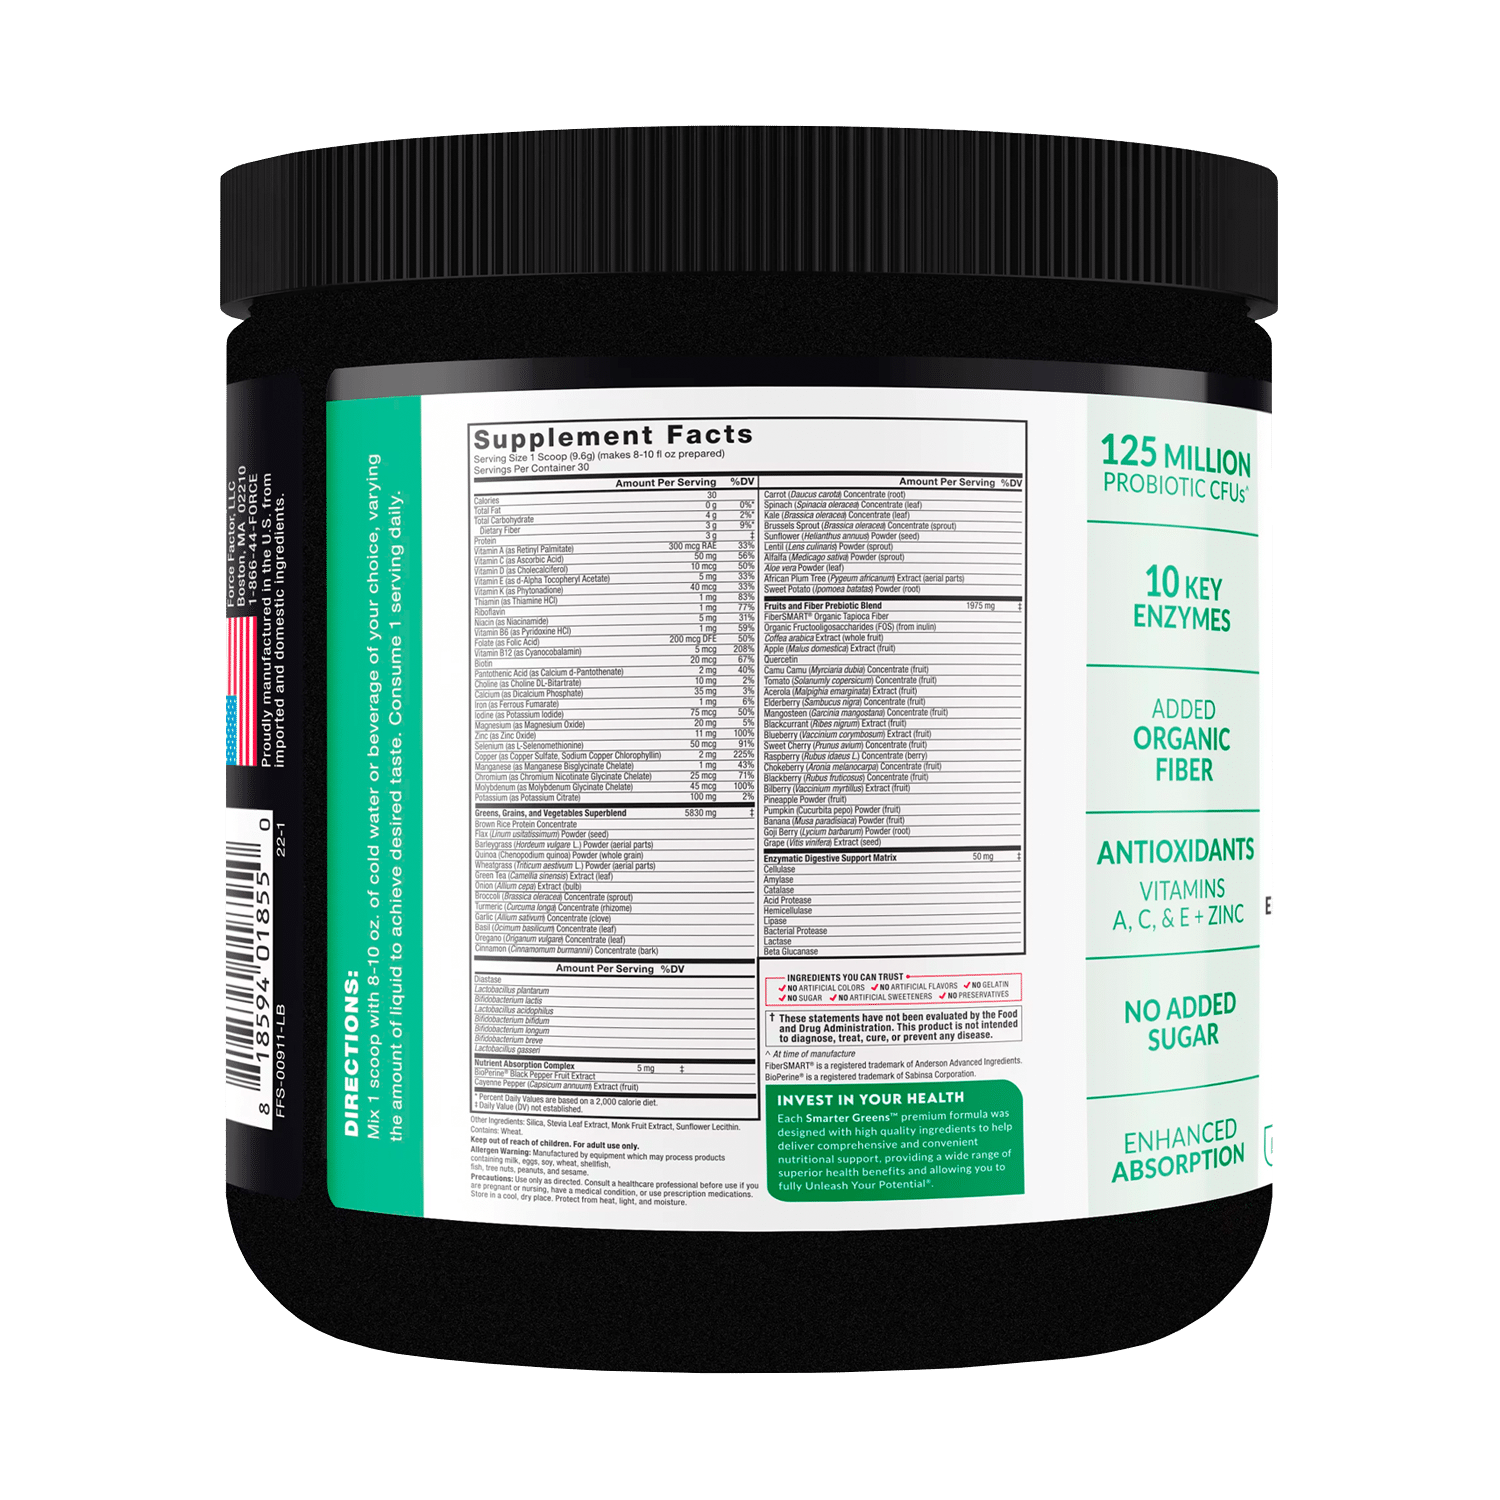 Force Factor, LLC
Boston, MA 02210
1-866-44-FORCE
Proudly manufactured in the U.S. from
imported and domestic ingredients.
8 18594 01855 0
22-1
FFS-00911-LB
DIRECTIONS:
Mix 1 scoop with 8-10 oz. of cold water or beverage of your choice, varying
the amount of liquid to achieve desired taste. Consume 1 serving daily.
Supplement Facts
Serving Size 1 Scoop (9.6g) (makes 8-10 fl oz prepared)
Servings Per Container 30
Amount Per Serving %DV
Calories 30
Total Fat 0 g 0%*
Total Carbohydrate 4 g 2%*
Dietary Fiber 3 g 9%*
Protein 3 g ‡
Vitamin A (as Retinyl Palmitate) 300 mcg RAE 33%
Vitamin C (as Ascorbic Acid) 50 mg 56%
Vitamin D (as Cholecalciferol) 10 mcg 50%
Vitamin E (as d-Alpha Tocopheryl Acetate) 5 mg 33%
Vitamin K (as Phytonadione) 40 mcg 33%
Thiamin (as Thiamine HCl) 1 mg 83%
Riboflavin 1 mg 77%
Niacin (as Niacinamide) 5 mg 31%
Vitamin B6 (as Pyridoxine HCl) 1 mg 59%
Folate (as Folic Acid) 200 mcg DFE 50%
Vitamin B12 (as Cyanocobalamin) 5 mcg 208%
Biotin 20 mcg 67%
Pantothenic Acid (as Calcium d-Pantothenate) 2 mg 40%
Choline (as Choline DL-Bitartrate) 10 mg 2%
Calcium (as Dicalcium Phosphate) 35 mg 3%
Iron (as Ferrous Fumarate) 1 mg 6%
Iodine (as Potassium Iodide) 75 mcg 50%
Magnesium (as Magnesium Oxide) 20 mg 5%
Zinc (as Zinc Oxide) 11 mg 100%
Selenium (as L-Selenomethionine) 50 mcg 91%
Copper (as Copper Sulfate, Sodium Copper Chlorophyllin) 2 mg 225%
Manganese (as Manganese Bisglycinate Chelate) 1 mg 43%
Chromium (as Chromium Nicotinate Glycinate Chelate) 25 mcg 71%
Molybdenum (as Molybdenum Glycinate Chelate) 45 mcg 100%
Potassium (as Potassium Citrate) 100 mg 2%
Greens, Grains, and Vegetables Superblend 5830 mg ‡
Brown Rice Protein Concentrate
Flax (Linum usitatissimum) Powder (seed)
Barleygrass (Hordeum vulgare L.) Powder (aerial parts)
Quinoa (Chenopodium quinoa) Powder (whole grain)
Wheatgrass (Triticum aestivum L.) Powder (aerial parts)
Green Tea (Camellia sinensis) Extract (leaf)
Onion (Allium cepa) Extract (bulb)
Broccoli (Brassica oleracea) Concentrate (sprout)
Turmeric (Curcuma longa) Concentrate (rhizome)
Garlic (Allium sativum) Concentrate (clove)
Basil (Ocimum basilicum) Concentrate (leaf)
Oregano (Origanum vulgare) Concentrate (leaf)
Cinnamon (Cinnamomum burmannii) Concentrate (bark)
Amount Per Serving %DV
Diastase
Lactobacillus plantarum
Bifidobacterium lactis
Lactobacillus acidophilus
Bifidobacterium bifidum
Bifidobacterium longum
Bifidobacterium breve
Lactobacillus gasseri
Nutrient Absorption Complex 5 mg ‡
BioPerine® Black Pepper Fruit Extract
Cayenne Pepper (Capsicum annuum) Extract (fruit)
* Percent Daily Values are based on a 2,000 calorie diet.
‡ Daily Value (DV) not established.
Other Ingredients: Silica, Stevia Leaf Extract, Monk Fruit Extract, Sunflower Lecithin.
Contains: Wheat.
Keep out of reach of children. For adult use only.
Allergen Warning: Manufactured by equipment which may process products
containing milk, eggs, soy, wheat, shellfish,
fish, tree nuts, peanuts, and sesame.
Precautions: Use only as directed. Consult a healthcare professional before use if you
are pregnant or nursing, have a medical condition, or use prescription medications.
Store in a cool, dry place. Protect from heat, light, and moisture.
Amount Per Serving %DV
Carrot (Daucus carota) Concentrate (root)
Spinach (Spinacia oleracea) Concentrate (leaf)
Kale (Brassica oleracea) Concentrate (leaf)
Brussels Sprout (Brassica oleracea) Concentrate (sprout)
Sunflower (Helianthus annuus) Powder (seed)
Lentil (Lens culinaris) Powder (sprout)
Alfalfa (Medicago sativa) Powder (sprout)
Aloe vera Powder (leaf)
African Plum Tree (Pygeum africanum) Extract (aerial parts)
Sweet Potato (Ipomoea batatas) Powder (root)
Fruits and Fiber Prebiotic Blend 1975 mg ‡
FiberSMART® Organic Tapioca Fiber
Organic Fructooligosaccharides (FOS) (from inulin)
Coffea arabica Extract (whole fruit)
Apple (Malus domestica) Extract (fruit)
Quercetin
Camu Camu (Myrciaria dubia) Concentrate (fruit)
Tomato (Solanumly copersicum) Concentrate (fruit)
Acerola (Malpighia emarginata) Extract (fruit)
Elderberry (Sambucus nigra) Concentrate (fruit)
Mangosteen (Garcinia mangostana) Concentrate (fruit)
Blackcurrant (Ribes nigrum) Extract (fruit)
Blueberry (Vaccinium corymbosum) Extract (fruit)
Sweet Cherry (Prunus avium) Concentrate (fruit)
Raspberry (Rubus idaeus L.) Concentrate (berry)
Chokeberry (Aronia melanocarpa) Concentrate (fruit)
Blackberry (Rubus fruticosus) Concentrate (fruit)
Bilberry (Vaccinium myrtillus) Extract (fruit)
Pineapple Powder (fruit)
Pumpkin (Cucurbita pepo) Powder (fruit)
Banana (Musa paradisiaca) Powder (fruit)
Goji Berry (Lycium barbarum) Powder (root)
Grape (Vitis vinifera) Extract (seed)
Enzymatic Digestive Support Matrix 50 mg ‡
Cellulase
Amylase
Catalase
Acid Protease
Hemicellulase
Lipase
Bacterial Protease
Lactase
Beta Glucanase
INGREDIENTS YOU CAN TRUST
✓ NO ARTIFICIAL COLORS ✓ NO ARTIFICIAL FLAVORS ✓ NO GELATIN
✓ NO SUGAR ✓ NO ARTIFICIAL SWEETENERS ✓ NO PRESERVATIVES
† These statements have not been evaluated by the Food
and Drug Administration. This product is not intended
to diagnose, treat, cure, or prevent any disease.
^ At time of manufacture
FiberSMART® is a registered trademark of Anderson Advanced Ingredients.
BioPerine® is a registered trademark of Sabinsa Corporation.
INVEST IN YOUR HEALTH
Each Smarter Greens™ premium formula was
designed with high quality ingredients to help
deliver comprehensive and convenient
nutritional support, providing a wide range of
superior health benefits and allowing you to
fully Unleash Your Potential®.
125 MILLION
PROBIOTIC CFUs^
10 KEY
ENZYMES
ADDED
ORGANIC
FIBER
ANTIOXIDANTS
VITAMINS
A, C, & E + ZINC
NO ADDED
SUGAR
ENHANCED
ABSORPTION
E